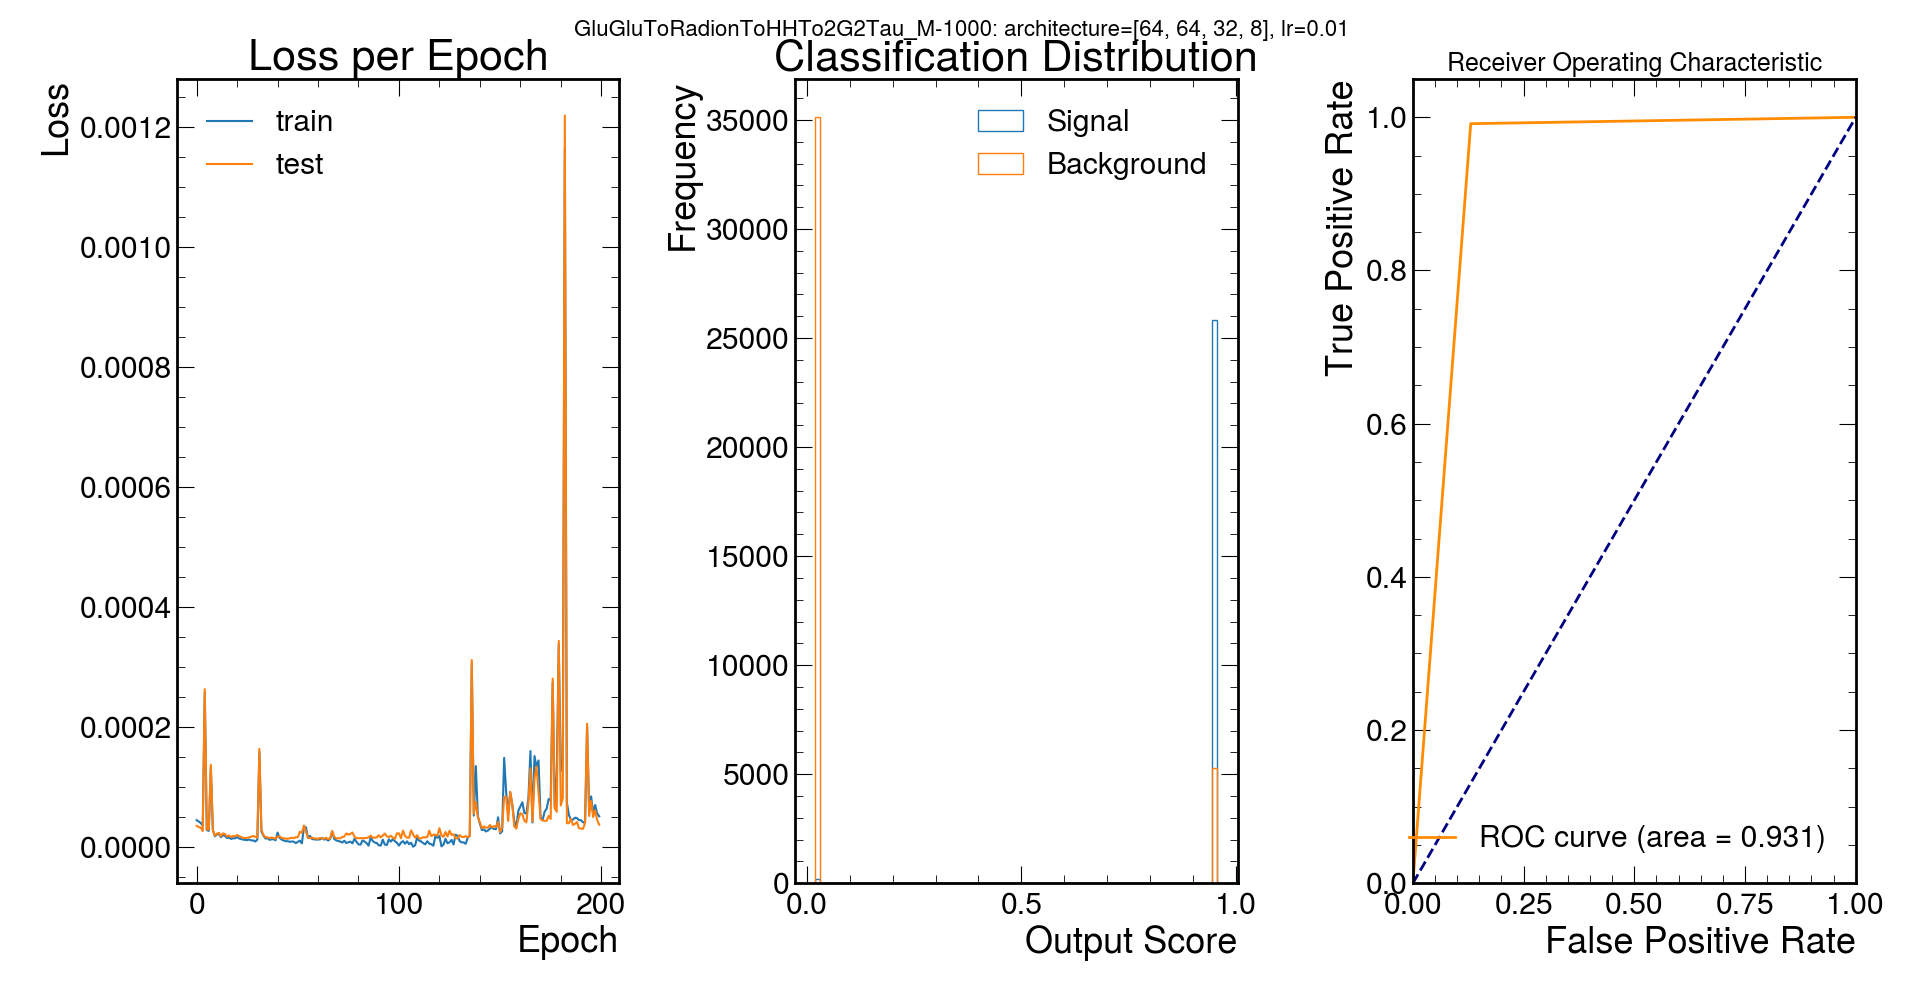 GluGluToRadionToHHTo2G2Tau_M-1000: architecture=[64, 64, 32, 8], lr=0.01
Loss per Epoch
Loss
0.0012
0.0010
0.0008
0.0006
0.0004
0.0002
0.0000
train
test
0 100 200
Epoch
Classification Distribution
Frequency
35000
30000
25000
20000
15000
10000
5000
0
Signal
Background
0.0 0.5 1.0
Output Score
Receiver Operating Characteristic
True Positive Rate
1.0
0.8
0.6
0.4
0.2
0.0
ROC curve (area = 0.931)
0.00 0.25 0.50 0.75 1.00
False Positive Rate